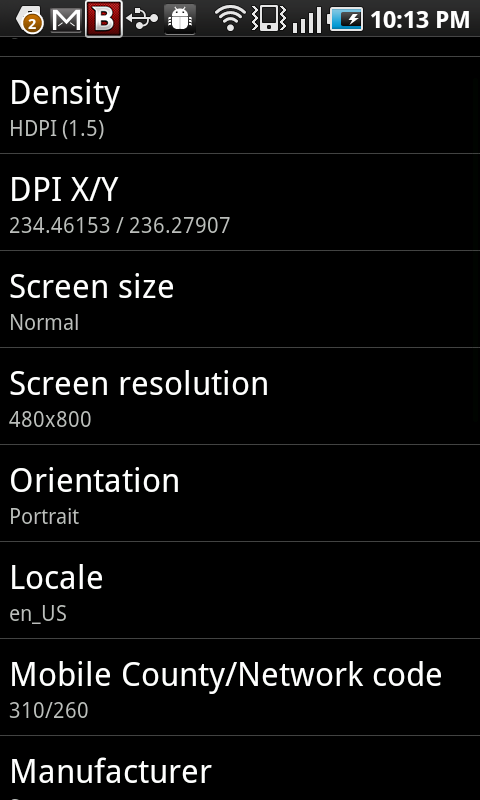 2 B 10:13 PM
Density
HDPI (1.5)
DPI X/Y
234.46153 / 236.27907
Screen size
Normal
Screen resolution
480x800
Orientation
Portrait
Locale
en_US
Mobile County/Network code
310/260
Manufacturer